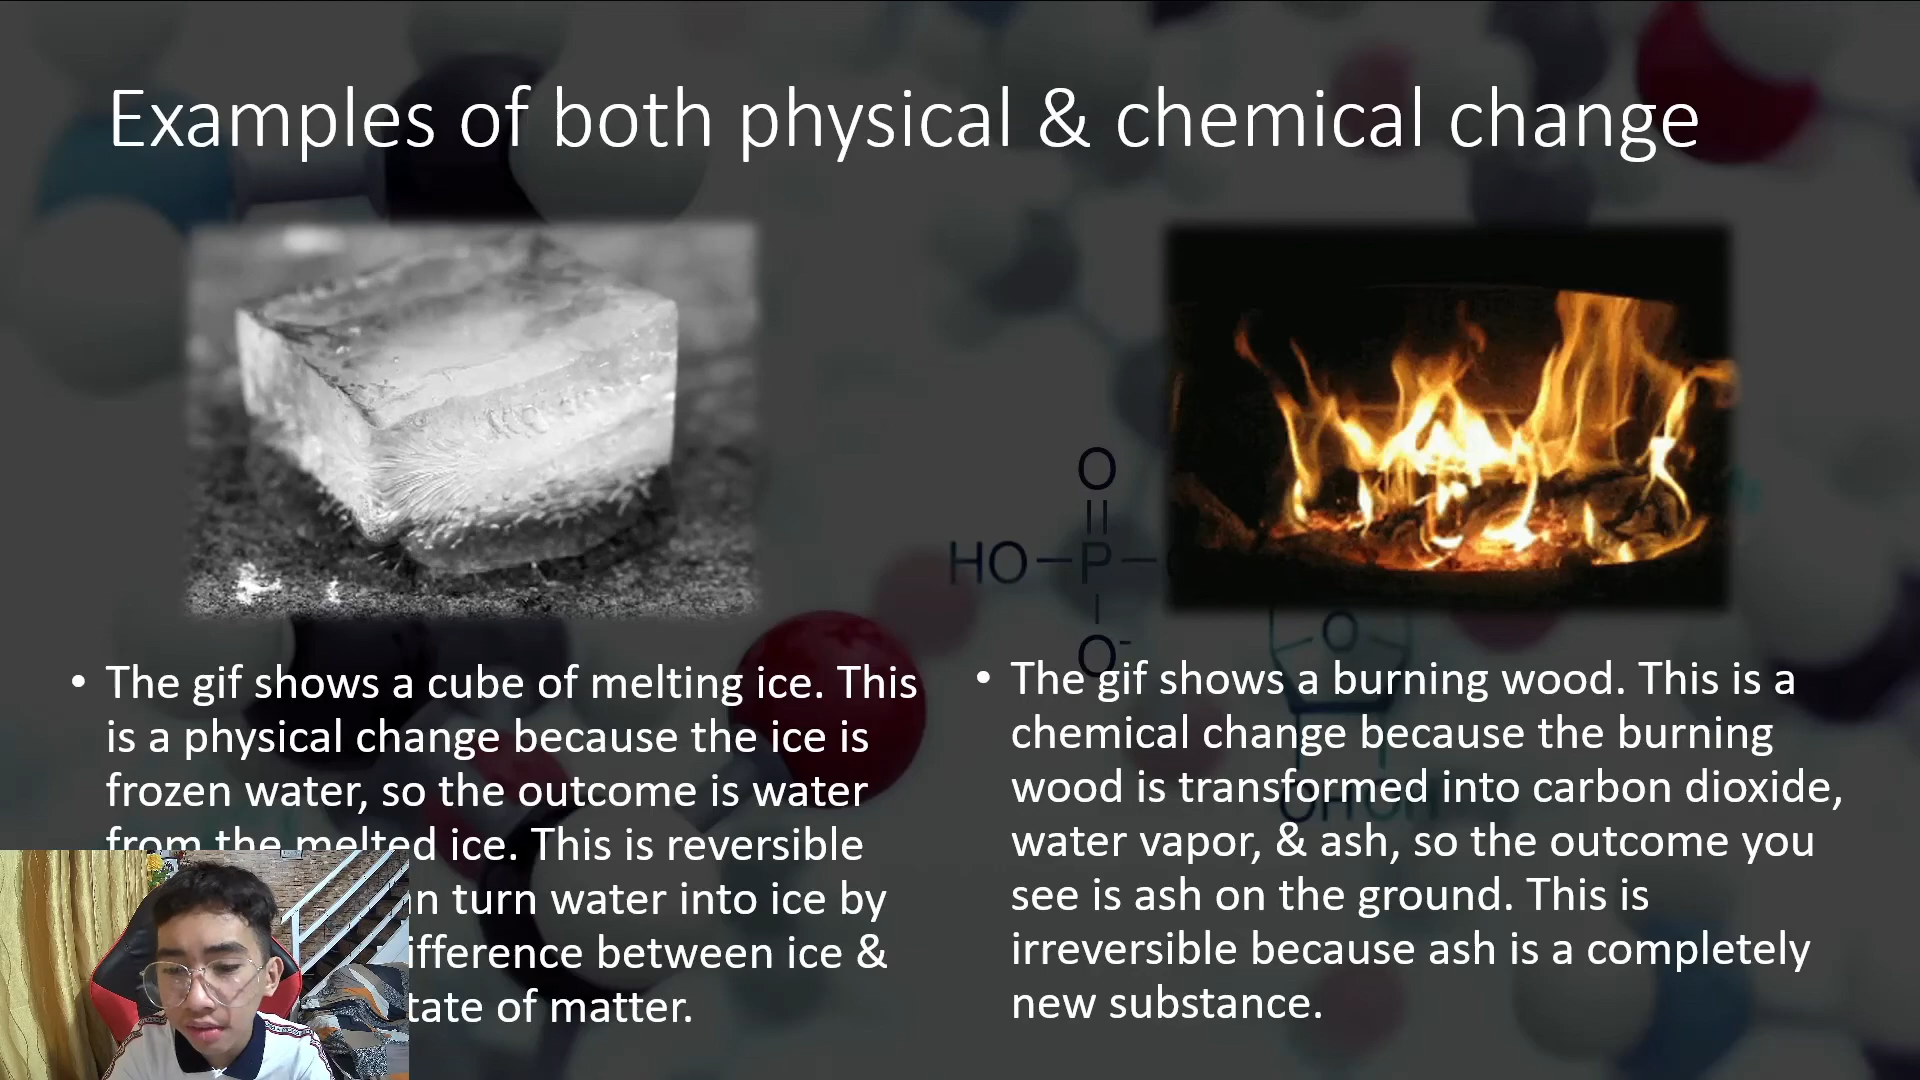 Examples of both physical & chemical change
• The gif shows a cube of melting ice. This
is a physical change because the ice is
frozen water, so the outcome is water
from the melted ice. This is reversible
n turn water into ice by
ifference between ice &
tate of matter.
O
HO-P-
O-
• The gif shows a burning wood. This is a
chemical change because the burning
wood is transformed into carbon dioxide,
water vapor, & ash, so the outcome you
see is ash on the ground. This is
irreversible because ash is a completely
new substance.
O